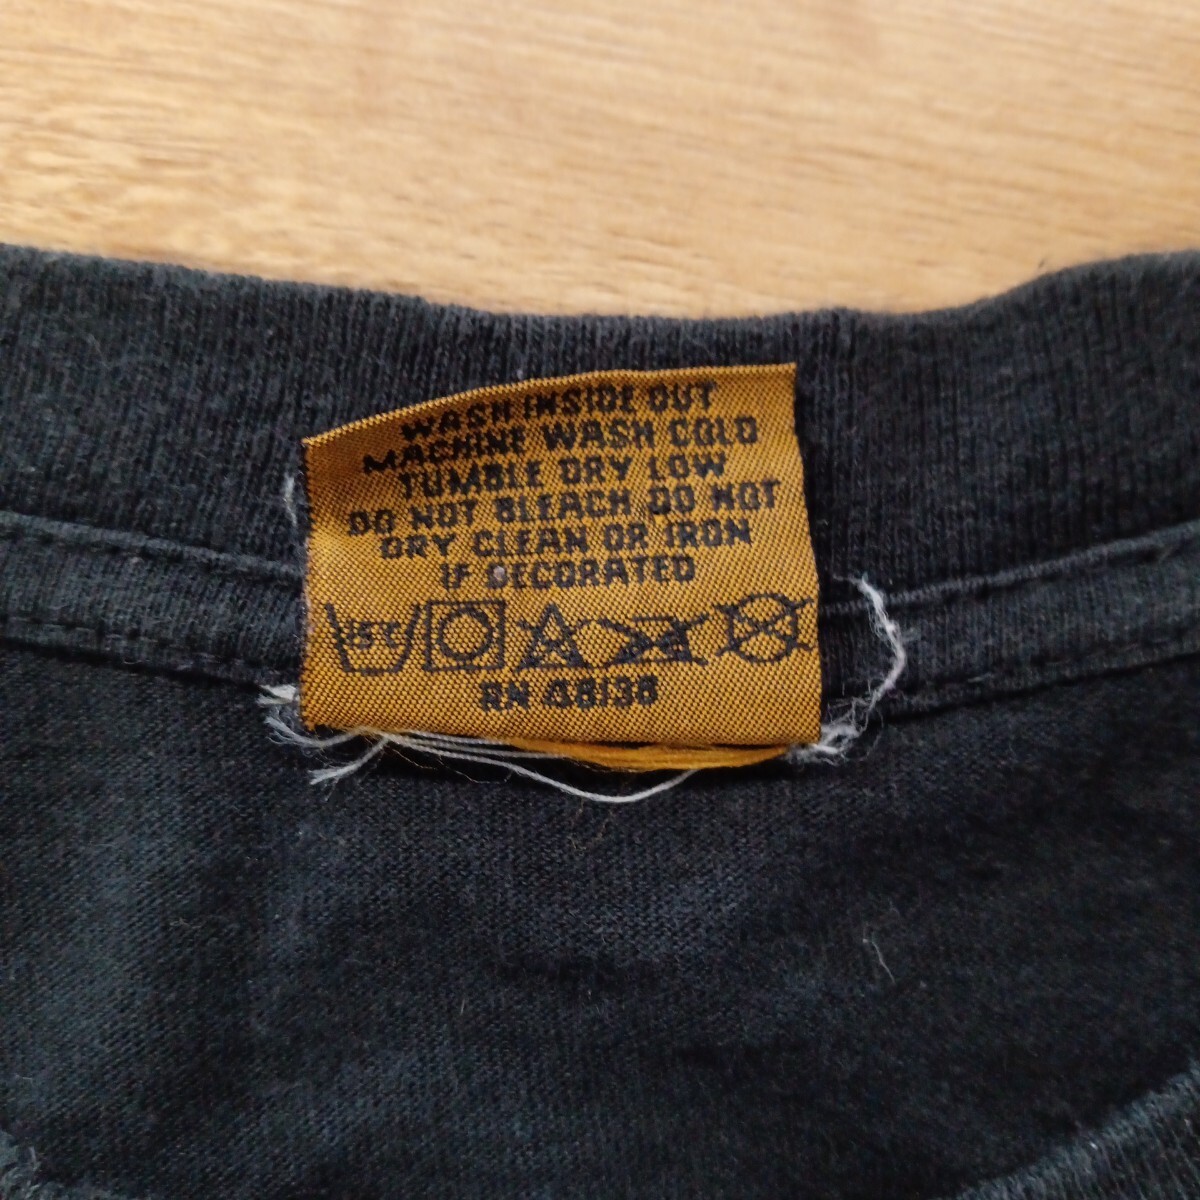 WASH INSIDE OUT
MACHINE WASH COLD
TUMBLE DRY LOW
DO NOT BLEACH DO NOT
DRY CLEAN OR IRON
IF DECORATED
RN 48138